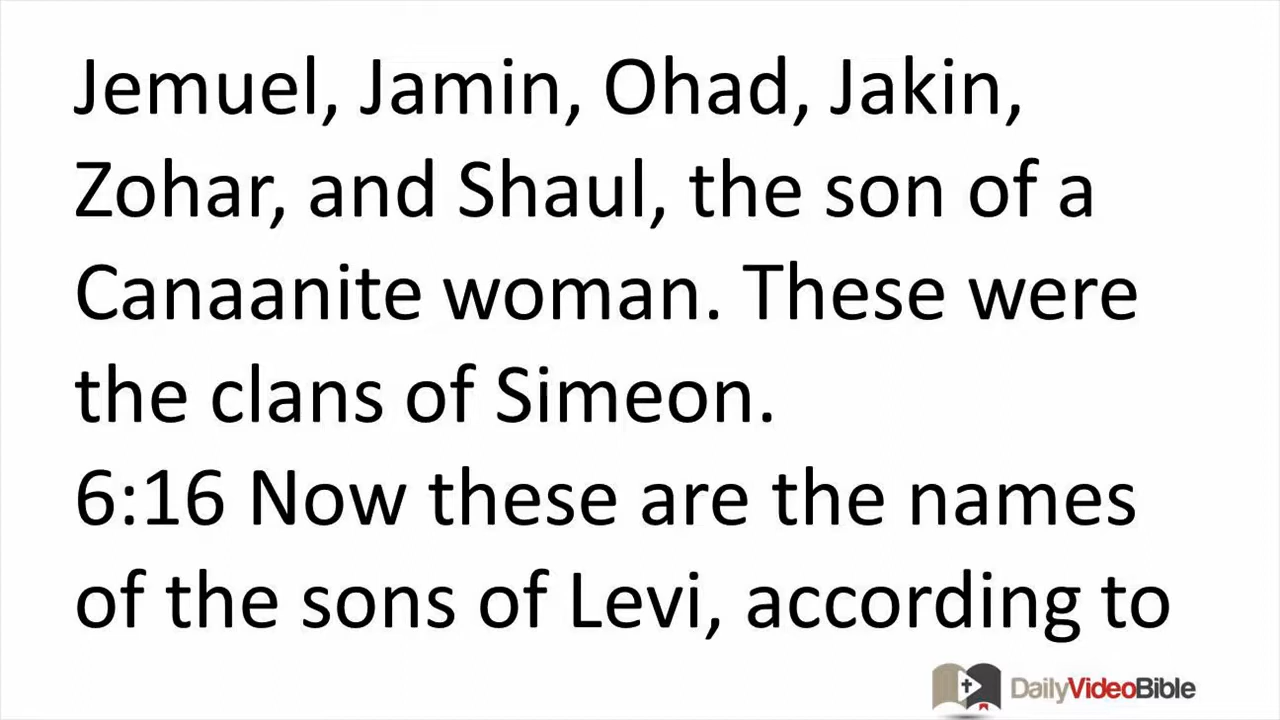 Jemuel, Jamin, Ohad, Jakin,
Zohar, and Shaul, the son of a
Canaanite woman. These were
the clans of Simeon.
6:16 Now these are the names
of the sons of Levi, according to
DailyVideoBible